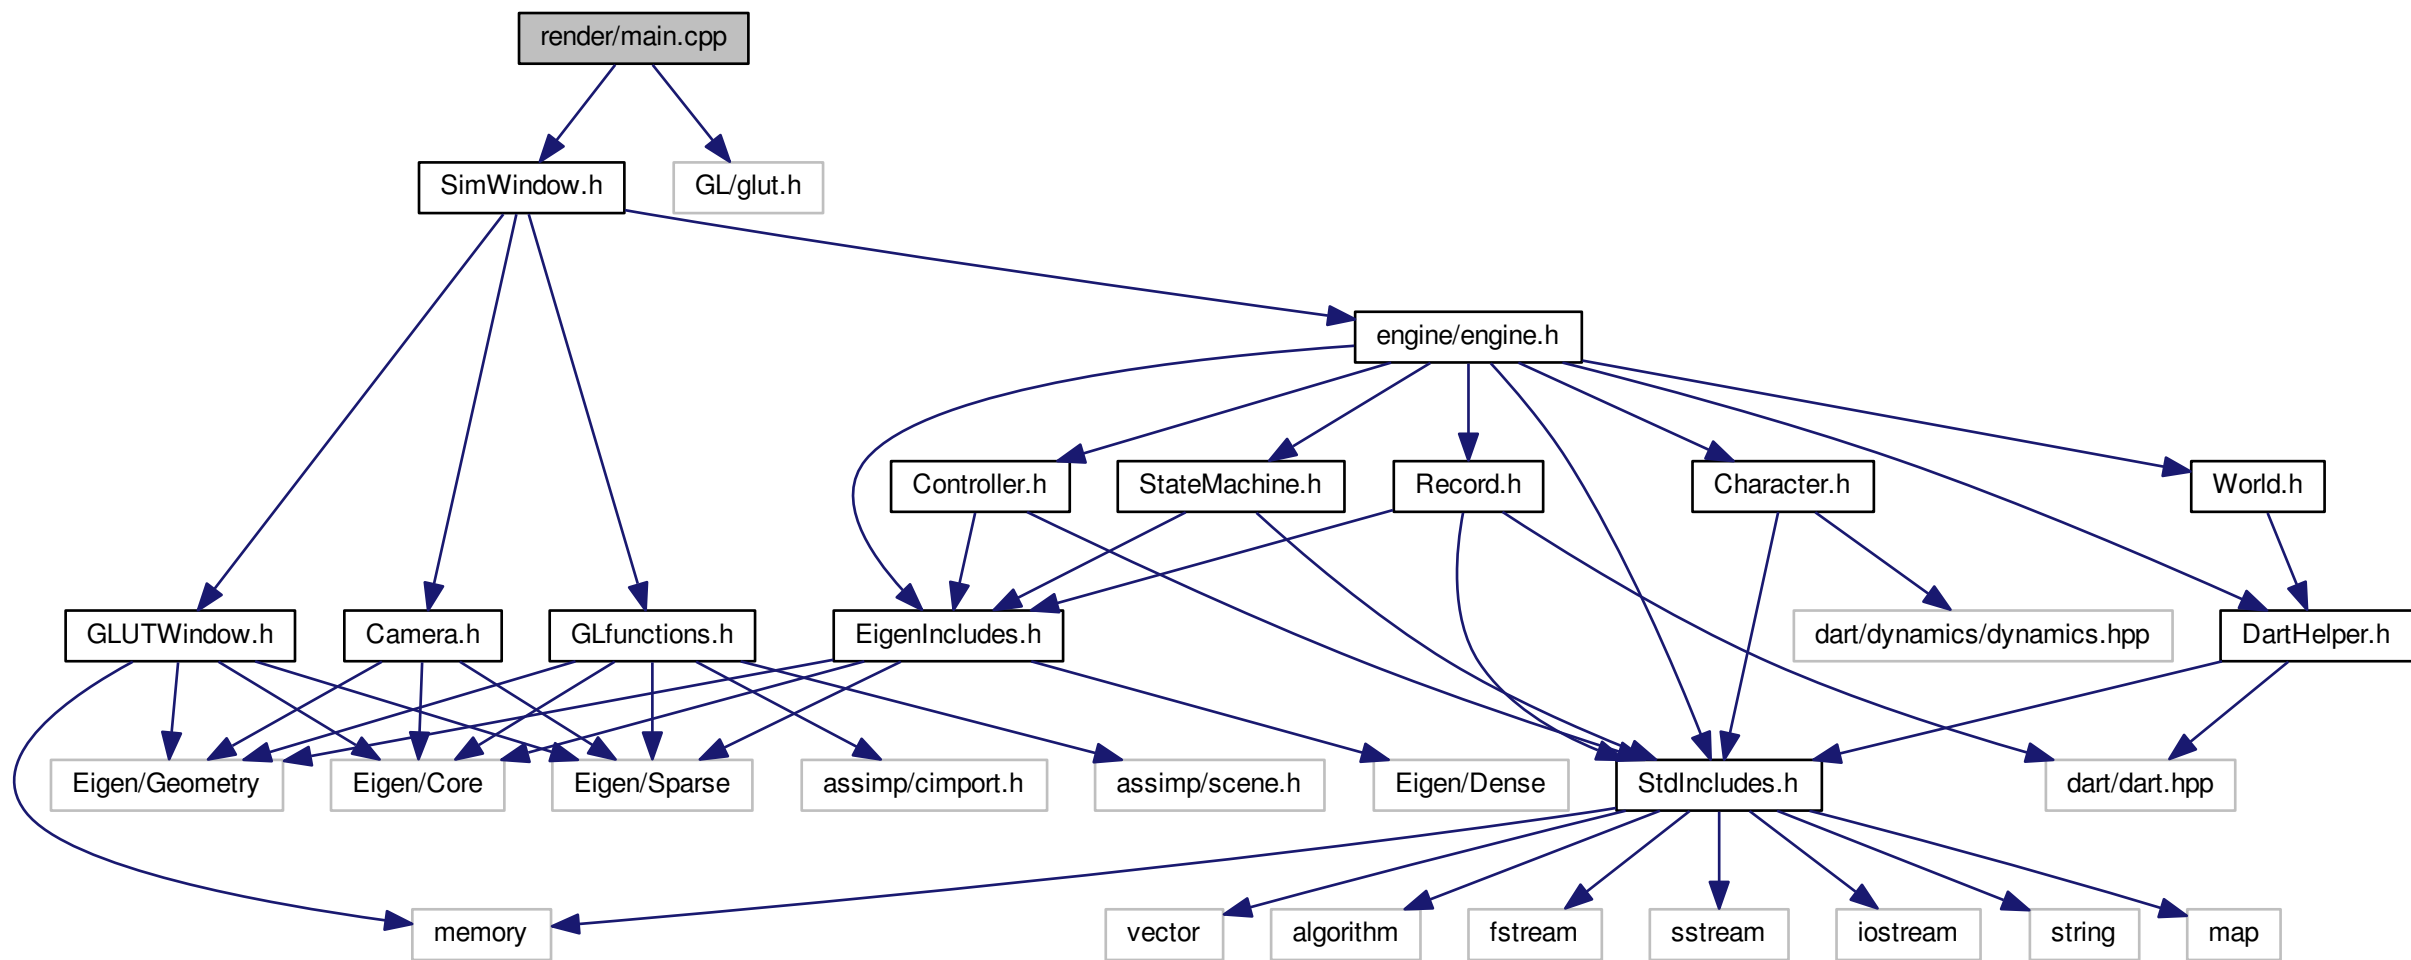 render/main.cpp
SimWindow.h
GL/glut.h
engine/engine.h
Controller.h
StateMachine.h
Record.h
Character.h
World.h
GLUTWindow.h
Camera.h
GLfunctions.h
EigenIncludes.h
dart/dynamics/dynamics.hpp
DartHelper.h
Eigen/Geometry
Eigen/Core
Eigen/Sparse
assimp/cimport.h
assimp/scene.h
Eigen/Dense
StdIncludes.h
dart/dart.hpp
memory
vector
algorithm
fstream
sstream
iostream
string
map